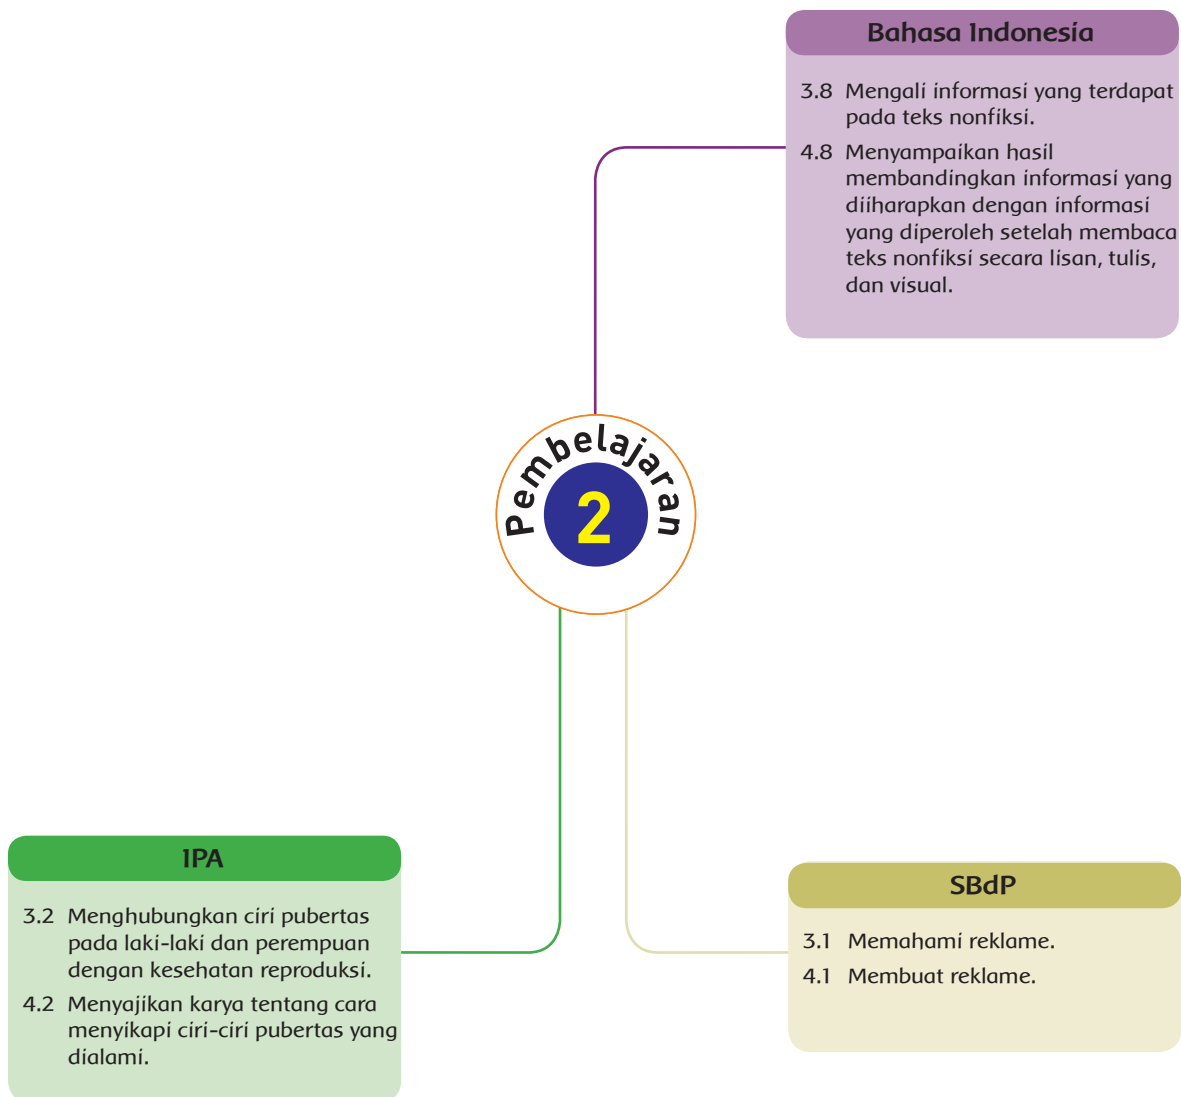 Bahasa Indonesia
3.8 Mengali informasi yang terdapat
pada teks nonfiksi.
4.8 Menyampaikan hasil
membandingkan informasi yang
diiharapkan dengan informasi
yang diperoleh setelah membaca
teks nonfiksi secara lisan, tulis,
dan visual.
Pembelajaran
2
IPA
3.2 Menghubungkan ciri pubertas
pada laki-laki dan perempuan
dengan kesehatan reproduksi.
4.2 Menyajikan karya tentang cara
menyikapi ciri-ciri pubertas yang
dialami.
SBdP
3.1 Memahami reklame.
4.1 Membuat reklame.